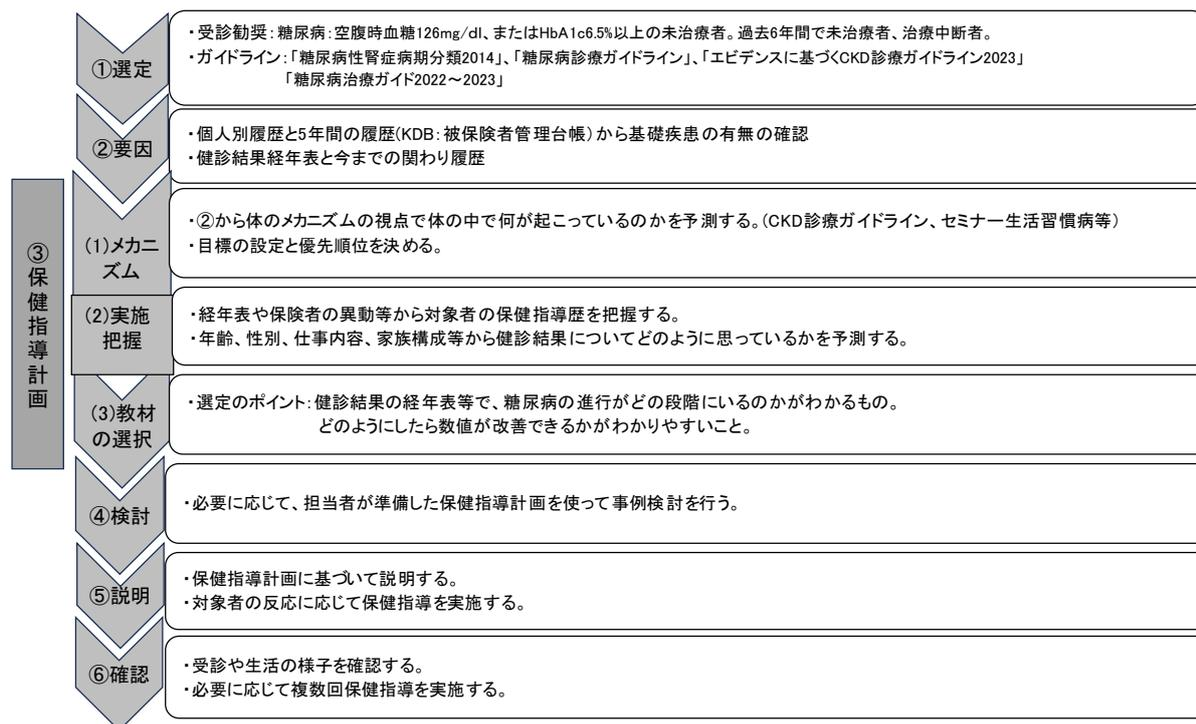 ①選定
・受診勧奨：糖尿病：空腹時血糖126mg/dl、またはHbA1c6.5%以上の未治療者。過去6年間で未治療者、治療中断者。
・ガイドライン：「糖尿病性腎症病期分類2014」、「糖尿病診療ガイドライン」、「エビデンスに基づくCKD診療ガイドライン2023」
「糖尿病治療ガイド2022～2023」
②要因
・個人別履歴と5年間の履歴(KDB：被保険者管理台帳)から基礎疾患の有無の確認
・健診結果経年表と今までの関わり履歴
③保健指導計画
(1)メカニ
ズム
・②から体のメカニズムの視点で体の中で何が起こっているのかを予測する。(CKD診療ガイドライン、セミナー生活習慣病等)
・目標の設定と優先順位を決める。
(2)実施
把握
・経年表や保険者の異動等から対象者の保健指導歴を把握する。
・年齢、性別、仕事内容、家族構成等から健診結果についてどのように思っているかを予測する。
(3)教材
の選択
・選定のポイント：健診結果の経年表等で、糖尿病の進行がどの段階にいるのかがわかるもの。
どのようにしたら数値が改善できるかがわかりやすいこと。
④検討
・必要に応じて、担当者が準備した保健指導計画を使って事例検討を行う。
⑤説明
・保健指導計画に基づいて説明する。
・対象者の反応に応じて保健指導を実施する。
⑥確認
・受診や生活の様子を確認する。
・必要に応じて複数回保健指導を実施する。